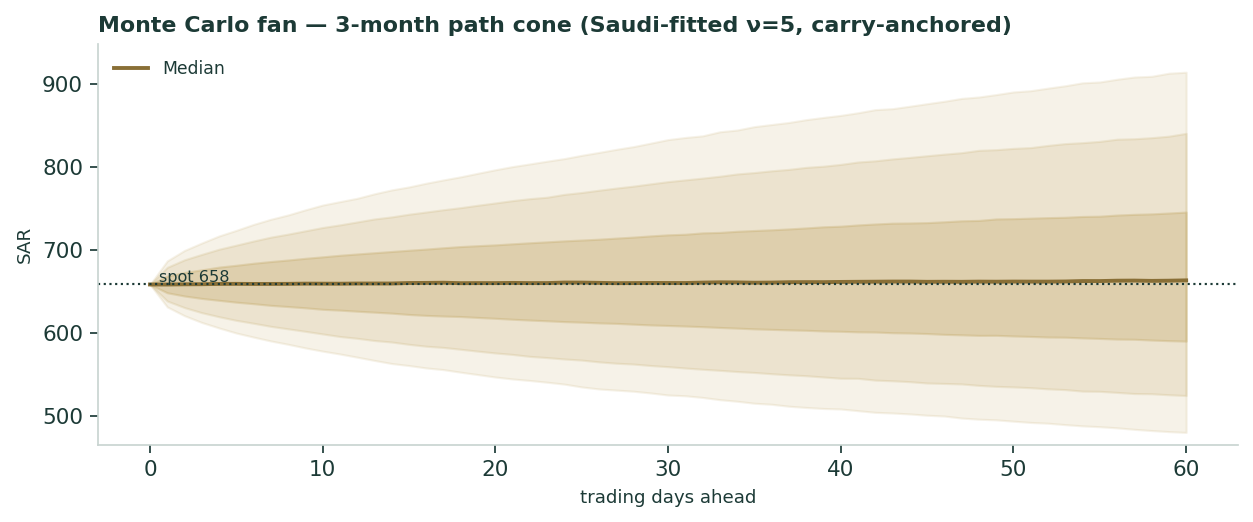 Monte Carlo fan — 3-month path cone (Saudi-fitted ν=5, carry-anchored)
Median
900
800
700
600
500
SAR
spot 658
0 10 20 30 40 50 60
trading days ahead